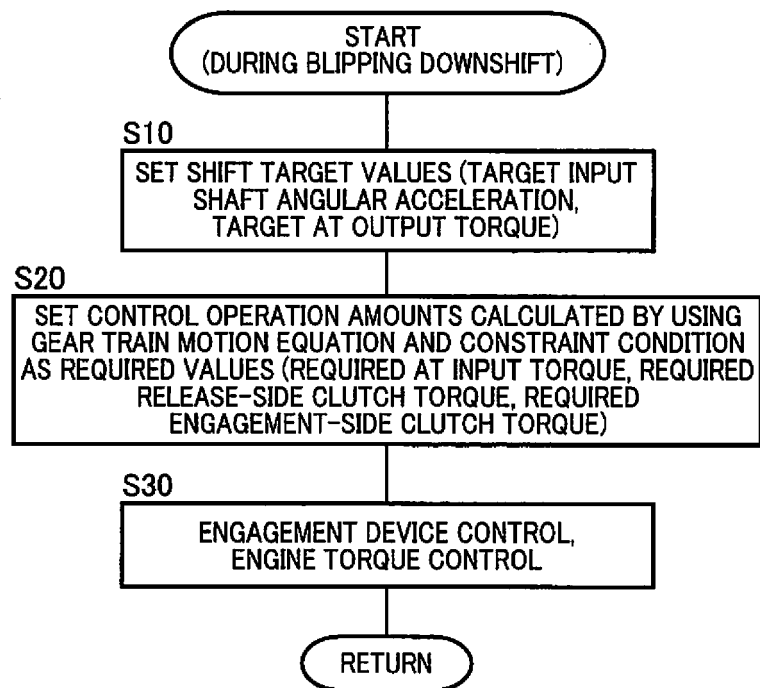 START
(DURING BLIPPING DOWNSHIFT)
S10
SET SHIFT TARGET VALUES (TARGET INPUT
SHAFT ANGULAR ACCELERATION,
TARGET AT OUTPUT TORQUE)
S20
SET CONTROL OPERATION AMOUNTS CALCULATED BY USING
GEAR TRAIN MOTION EQUATION AND CONSTRAINT CONDITION
AS REQUIRED VALUES (REQUIRED AT INPUT TORQUE, REQUIRED
RELEASE-SIDE CLUTCH TORQUE, REQUIRED
ENGAGEMENT-SIDE CLUTCH TORQUE)
S30
ENGAGEMENT DEVICE CONTROL,
ENGINE TORQUE CONTROL
RETURN